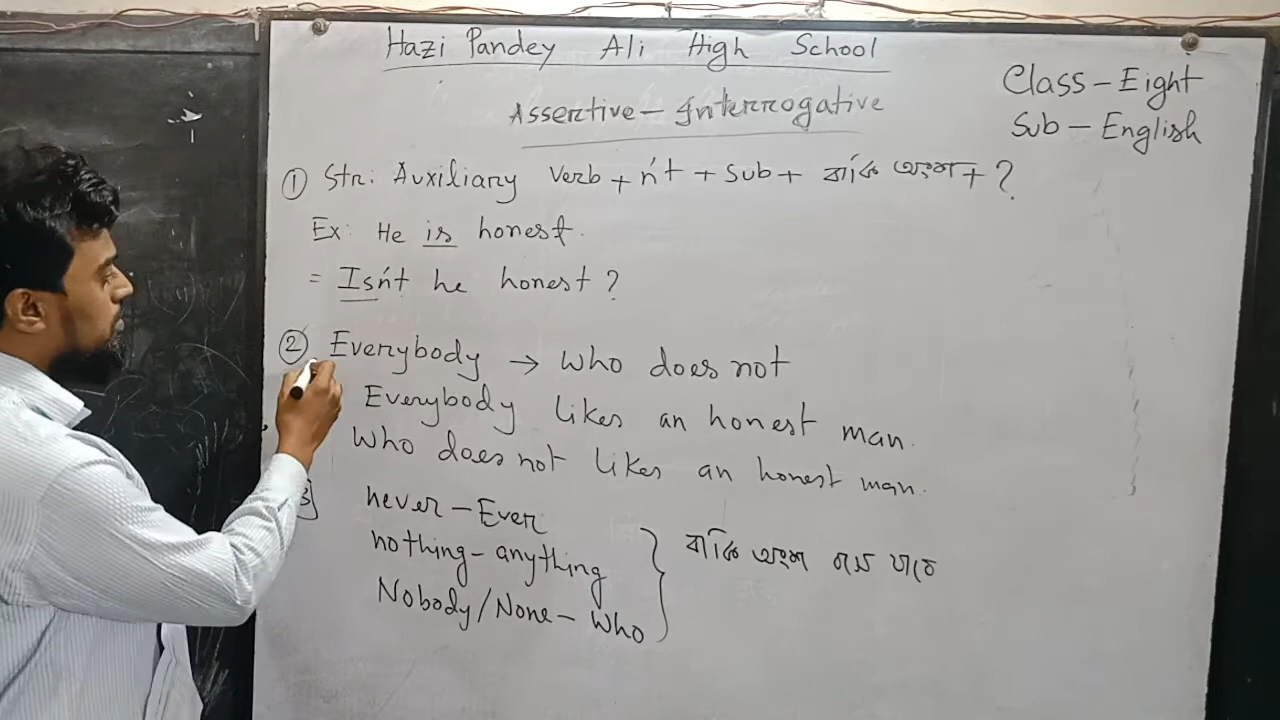 Hazi Pandey Ali High School
Assertive - Interrogative
Class - Eight
Sub - English
① Str: Auxiliary Verb + n't + Sub + বাকি অংশ + ?
Ex: He is honest.
= Isn't he honest ?
② Everybody → Who does not
Everybody likes an honest man.
Who does not likes an honest man.
3] never - Ever
nothing - anything
Nobody / None - Who
বাকি অংশ